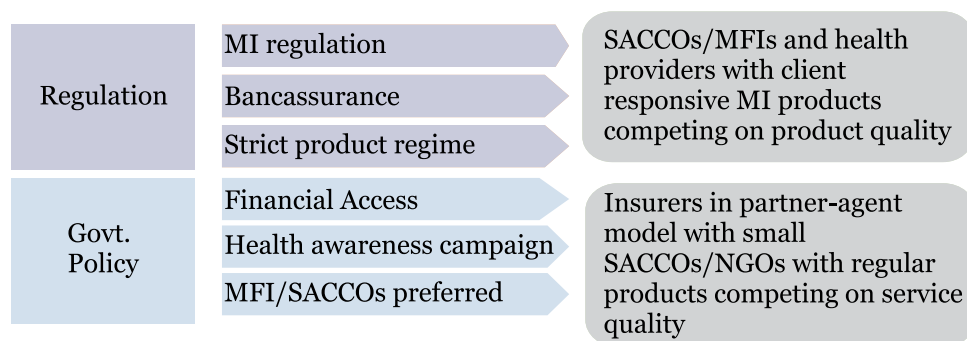 Regulation
MI regulation
Bancassurance
Strict product regime
SACCOs/MFIs and health
providers with client
responsive MI products
competing on product quality
Govt.
Policy
Financial Access
Health awareness campaign
MFI/SACCOs preferred
Insurers in partner-agent
model with small
SACCOs/NGOs with regular
products competing on service
quality